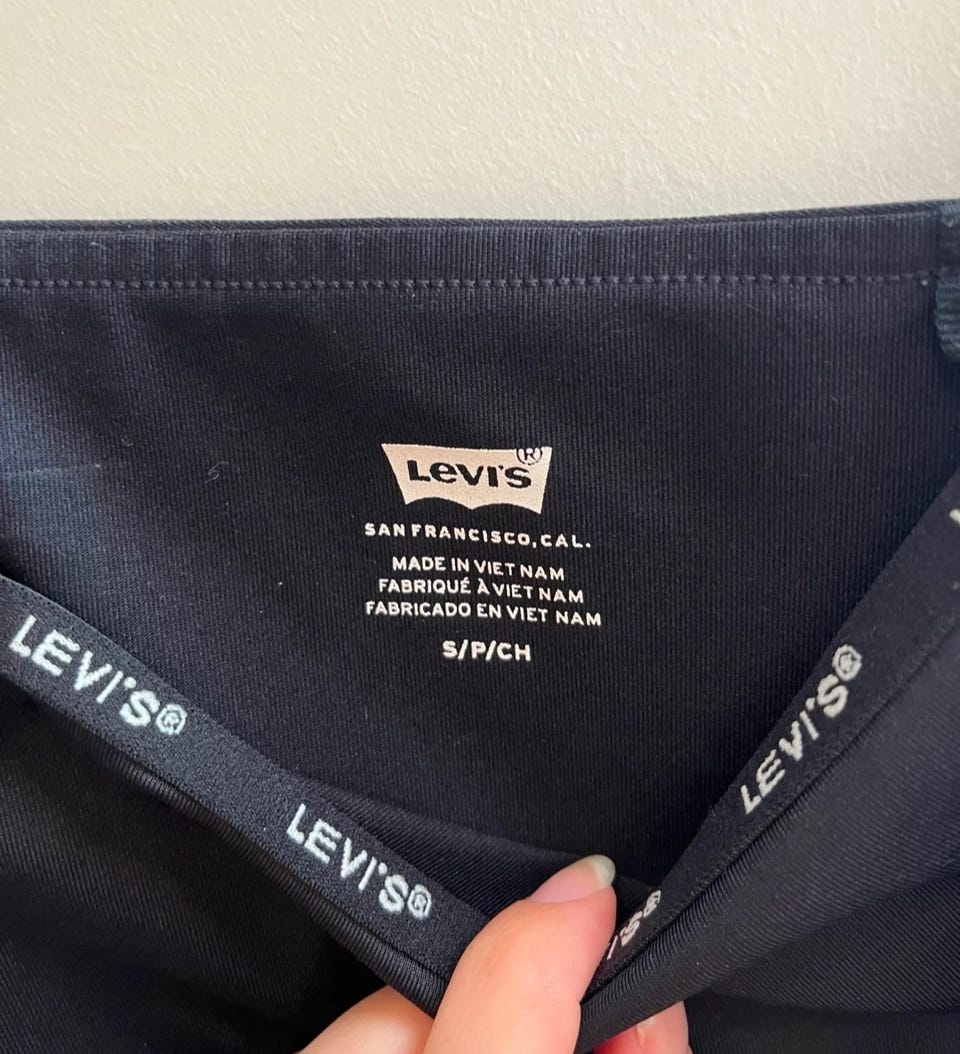 Levi's®
SAN FRANCISCO, CAL.
MADE IN VIET NAM
FABRIQUÉ À VIET NAM
FABRICADO EN VIET NAM
S/P/CH
LEVI'S®
LEVI'S®
LEVI'S®
I'S®